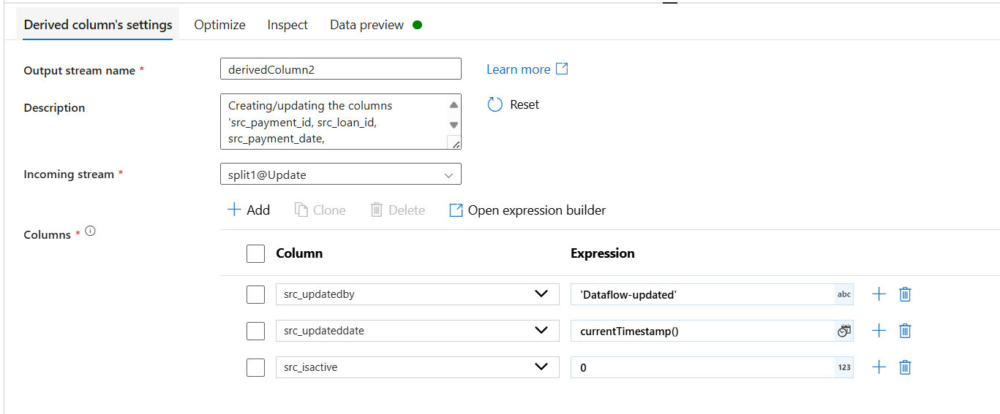 Derived column's settings Optimize Inspect Data preview
Output stream name * derivedColumn2 Learn more
Description Creating/updating the columns 'src_payment_id, src_loan_id, src_payment_date, Reset
Incoming stream * split1@Update
Add Clone Delete Open expression builder
Columns *
Column Expression
src_updatedby 'Dataflow-updated' abc
src_updateddate currentTimestamp()
src_isactive 0 123